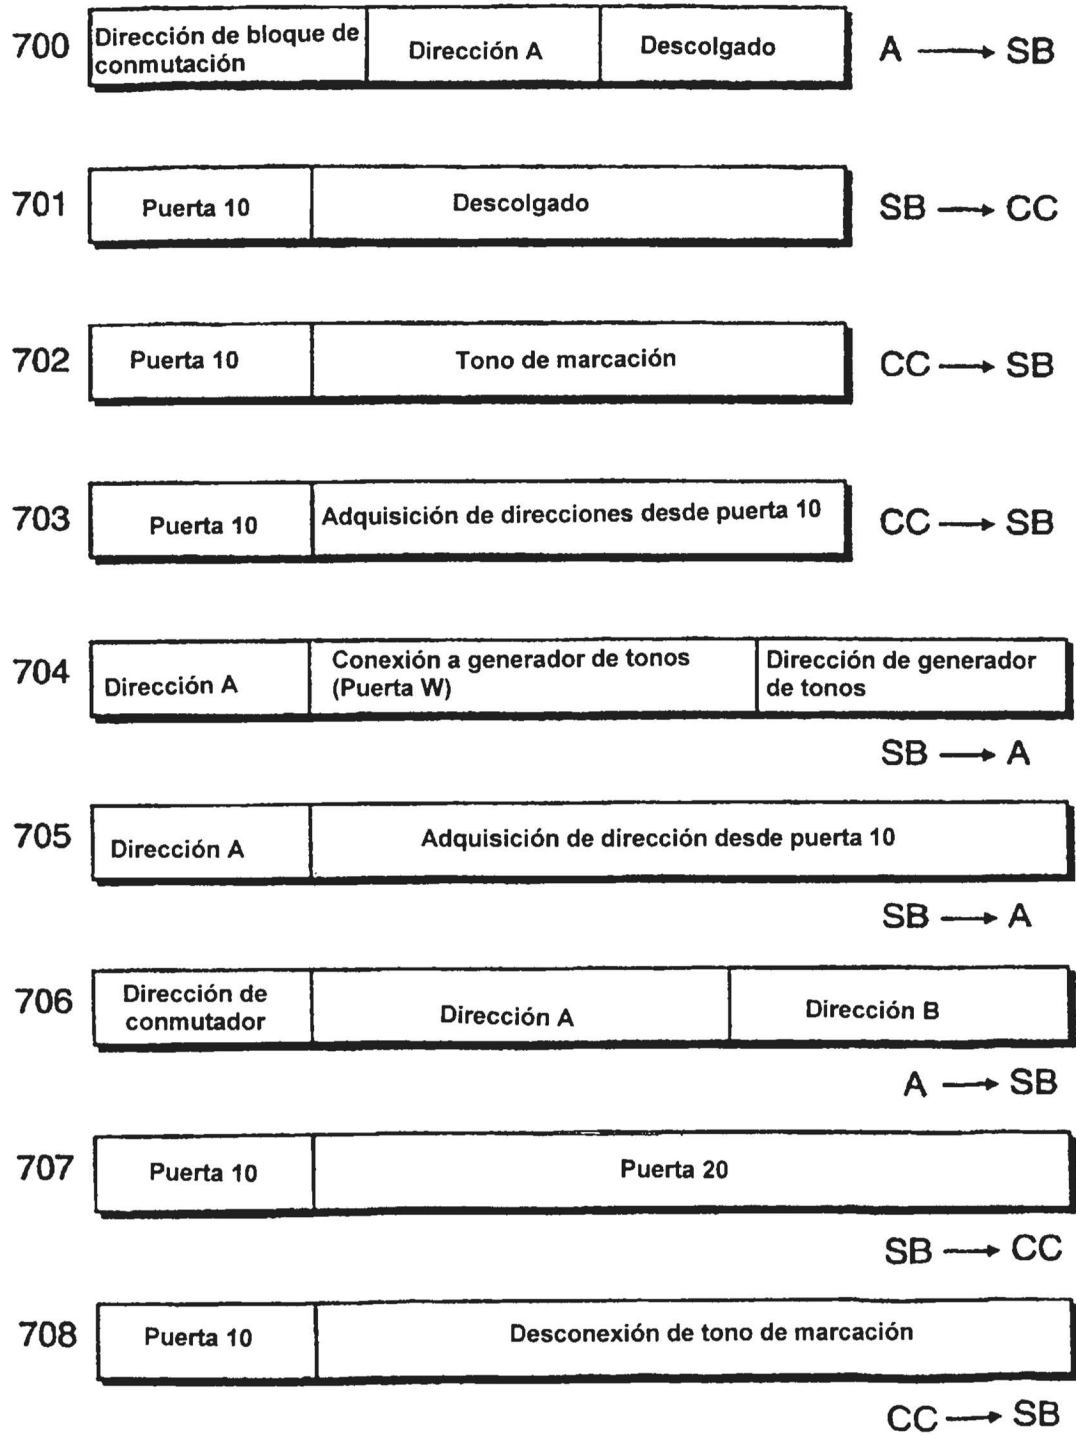 700
Dirección de bloque de
conmutación
Dirección A
Descolgado
A → SB
701
Puerta 10
Descolgado
SB → CC
702
Puerta 10
Tono de marcación
CC → SB
703
Puerta 10
Adquisición de direcciones desde puerta 10
CC → SB
704
Dirección A
Conexión a generador de tonos
(Puerta W)
Dirección de generador
de tonos
SB → A
705
Dirección A
Adquisición de dirección desde puerta 10
SB → A
706
Dirección de
conmutador
Dirección A
Dirección B
A → SB
707
Puerta 10
Puerta 20
SB → CC
708
Puerta 10
Desconexión de tono de marcación
CC → SB